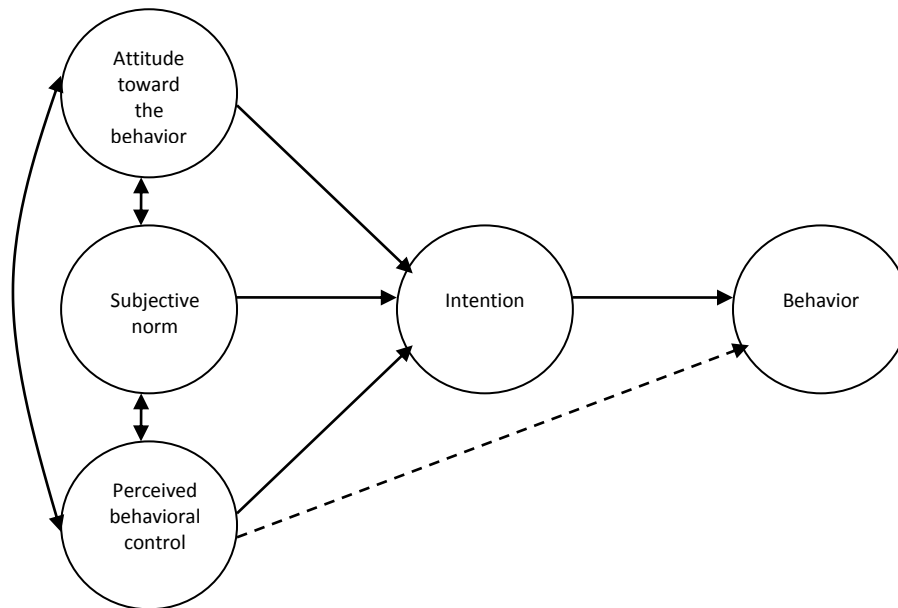 Attitude
toward
the
behavior
Subjective
norm
Intention
Behavior
Perceived
behavioral
control